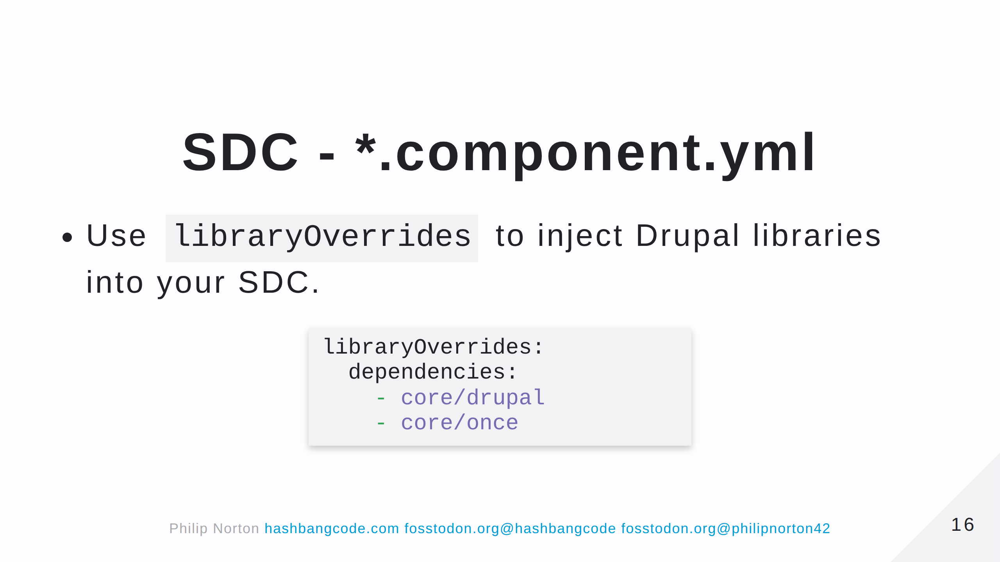 SDC - *.component.yml
• Use libraryOverrides to inject Drupal libraries
into your SDC.
libraryOverrides:
  dependencies:
    - core/drupal
    - core/once
Philip Norton hashbangcode.com fosstodon.org@hashbangcode fosstodon.org@philipnorton42
16